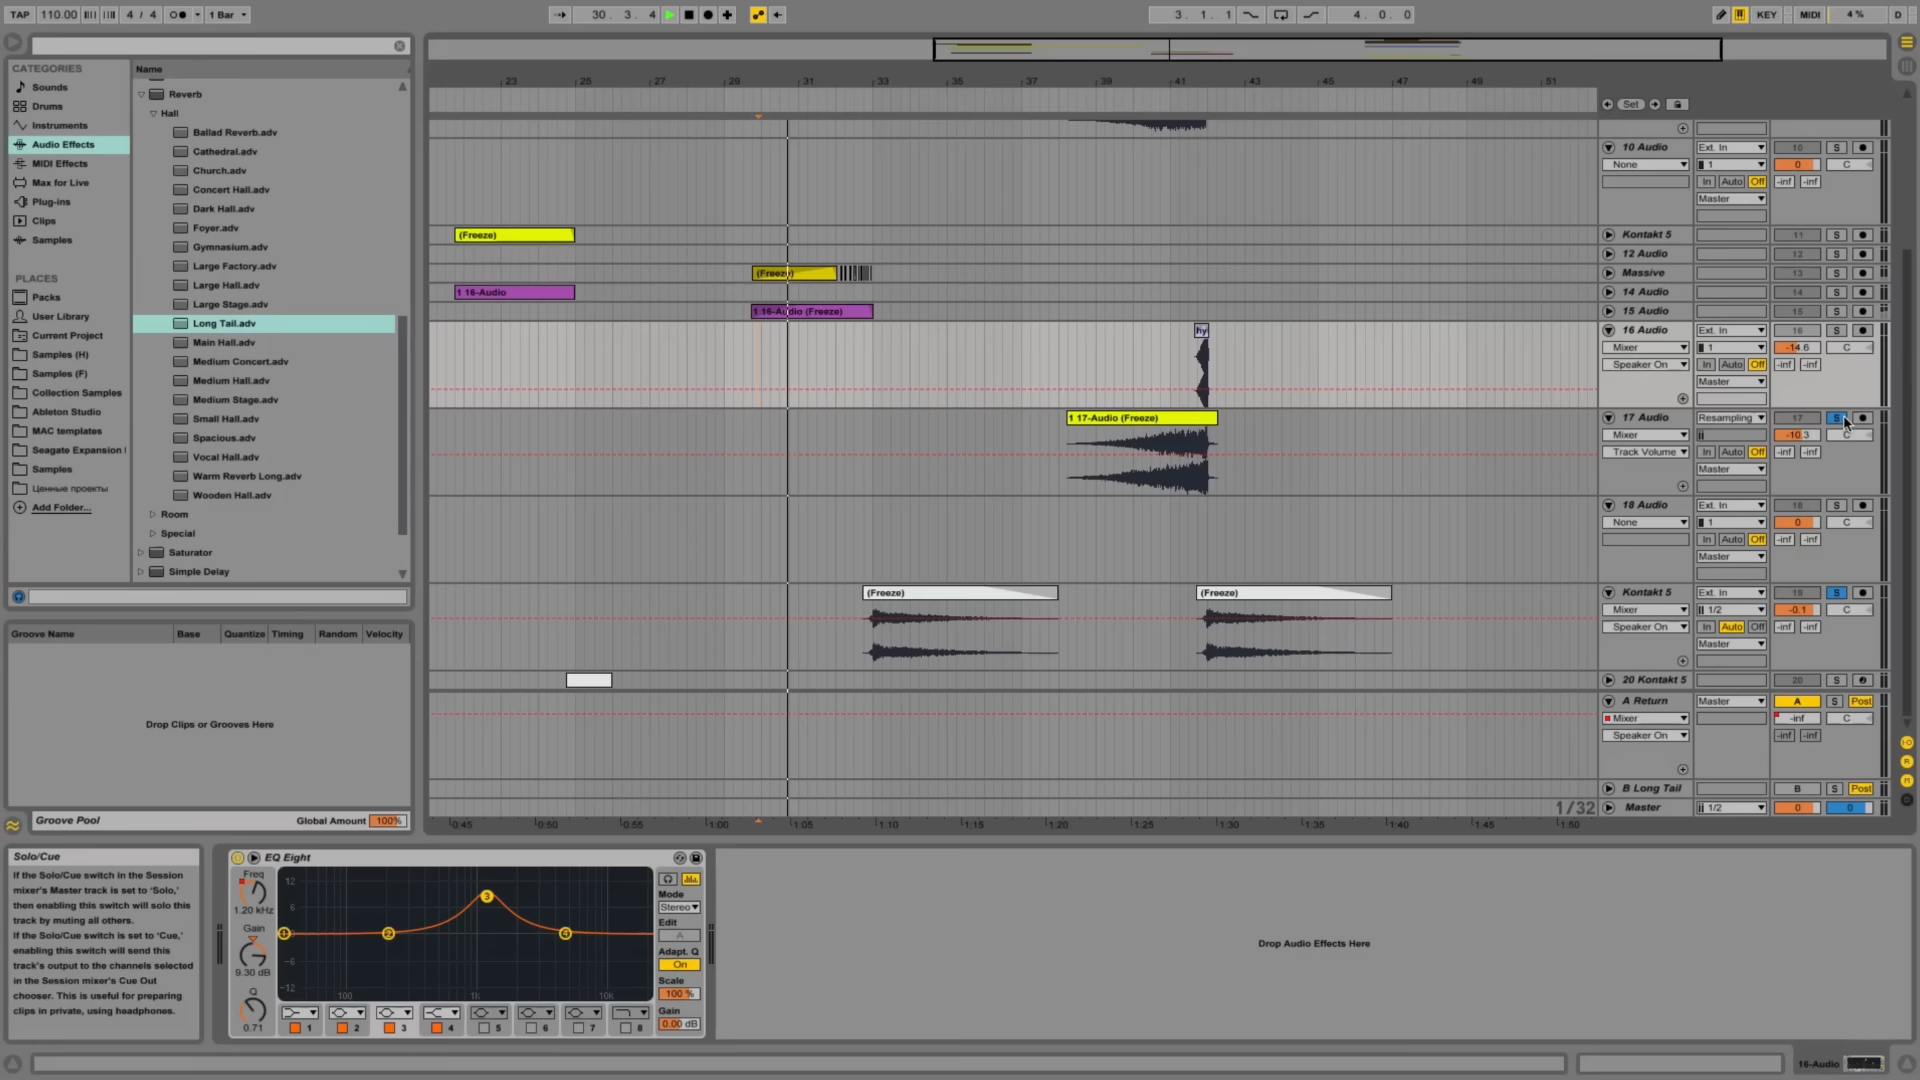 TAP 110.00 4 / 4 1 Bar 30. 3. 4 3. 1. 1 4. 0. 0 KEY MIDI 4 % D
CATEGORIES
Sounds
Drums
Instruments
Audio Effects
MIDI Effects
Max for Live
Plug-ins
Clips
Samples
PLACES
Packs
User Library
Current Project
Samples (H)
Samples (F)
Collection Samples
Ableton Studio
MAC templates
Seagate Expansion
Samples
Ценные проекты
Add Folder...
Name
Reverb
Hall
Ballad Reverb.adv
Cathedral.adv
Church.adv
Concert Hall.adv
Dark Hall.adv
Foyer.adv
Gymnasium.adv
Large Factory.adv
Large Hall.adv
Large Stage.adv
Long Tail.adv
Main Hall.adv
Medium Concert.adv
Medium Hall.adv
Medium Stage.adv
Small Hall.adv
Spacious.adv
Vocal Hall.adv
Warm Reverb Long.adv
Wooden Hall.adv
Room
Special
Saturator
Simple Delay
Groove Name Base Quantize Timing Random Velocity
Drop Clips or Grooves Here
Groove Pool Global Amount 100%
23 25 27 29 31 33 35 37 39 41 43 45 47 49 51
Set
10 Audio Ext. In 10 S
None 1 0 C
In Auto Off -inf -inf
Master
(Freeze) Kontakt 5 11 S
12 Audio 12 S
(Freeze) Massive 13 S
1 16-Audio 14 Audio 14 S
1 16-Audio (Freeze) 15 Audio 15 S
hy 16 Audio Ext. In 16 S
Mixer 1 -14.6 C
Speaker On In Auto Off -inf -inf
Master
1 17-Audio (Freeze) 17 Audio Resampling 17 S
Mixer -10.3 C
Track Volume In Auto Off -inf -inf
Master
18 Audio Ext. In 18 S
None 1 0 C
In Auto Off -inf -inf
Master
(Freeze) (Freeze) Kontakt 5 Ext. In 19 S
Mixer 1/2 -0.1 C
Speaker On In Auto Off -inf -inf
Master
20 Kontakt 5 20 S
A Return Master A S Post
Mixer -inf C
Speaker On -inf -inf
B Long Tail B S Post
1/32 Master 1/2 0 0
0:45 0:50 0:55 1:00 1:05 1:10 1:15 1:20 1:25 1:30 1:35 1:40 1:45 1:50
Solo/Cue
If the Solo/Cue switch in the Session
mixer's Master track is set to 'Solo,'
then enabling this switch will solo this
track by muting all others.
If the Solo/Cue switch is set to 'Cue,'
enabling this switch will send this
track's output to the channels selected
in the Session mixer's Cue Out
chooser. This is useful for preparing
clips in private, using headphones.
EQ Eight
Freq
1.20 kHz
Gain
9.30 dB
Q
0.71
12
6
0
-6
-12
100 1K 10K
1 2 3 4
1 2 3 4 5 6 7 8
Mode
Stereo
Edit
A
Adapt. Q
On
Scale
100 %
Gain
0.00 dB
Drop Audio Effects Here
16-Audio